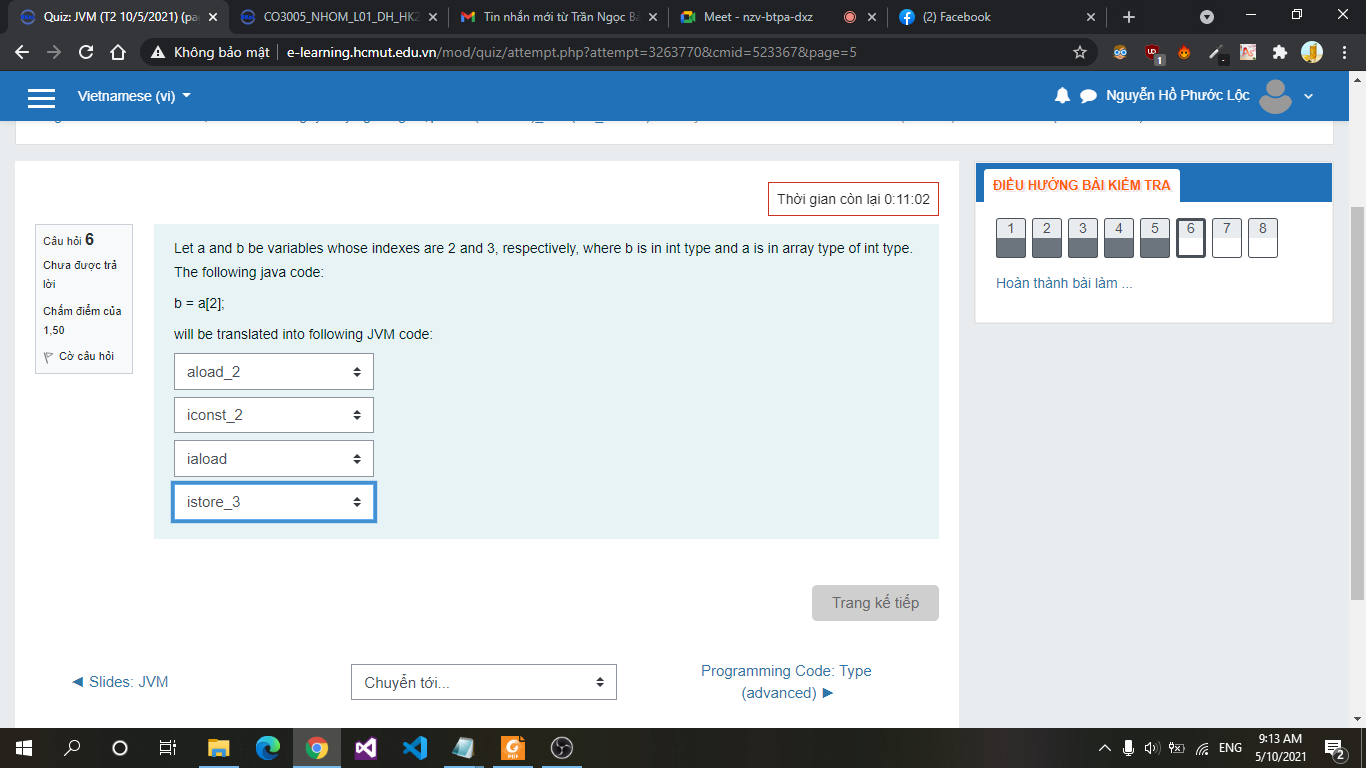 Quiz: JVM (T2 10/5/2021) (pa
CO3005_NHOM_L01_DH_HK2
Tin nhắn mới từ Trần Ngọc Bả
Meet - nzv-btpa-dxz
(2) Facebook
Không bảo mật
e-learning.hcmut.edu.vn/mod/quiz/attempt.php?attempt=3263770&cmid=523367&page=5
UD
1
Vietnamese (vi)
Nguyễn Hồ Phước Lộc
Thời gian còn lại 0:11:02
ĐIỀU HƯỚNG BÀI KIỂM TRA
1 2 3 4 5 6 7 8
Hoàn thành bài làm ...
Câu hỏi 6
Chưa được trả
lời
Chấm điểm của
1,50
Cờ câu hỏi
Let a and b be variables whose indexes are 2 and 3, respectively, where b is in int type and a is in array type of int type.
The following java code:
b = a[2];
will be translated into following JVM code:
aload_2
iconst_2
iaload
istore_3
Trang kế tiếp
◄ Slides: JVM
Chuyển tới...
Programming Code: Type
(advanced) ►
ENG
9:13 AM
5/10/2021
2